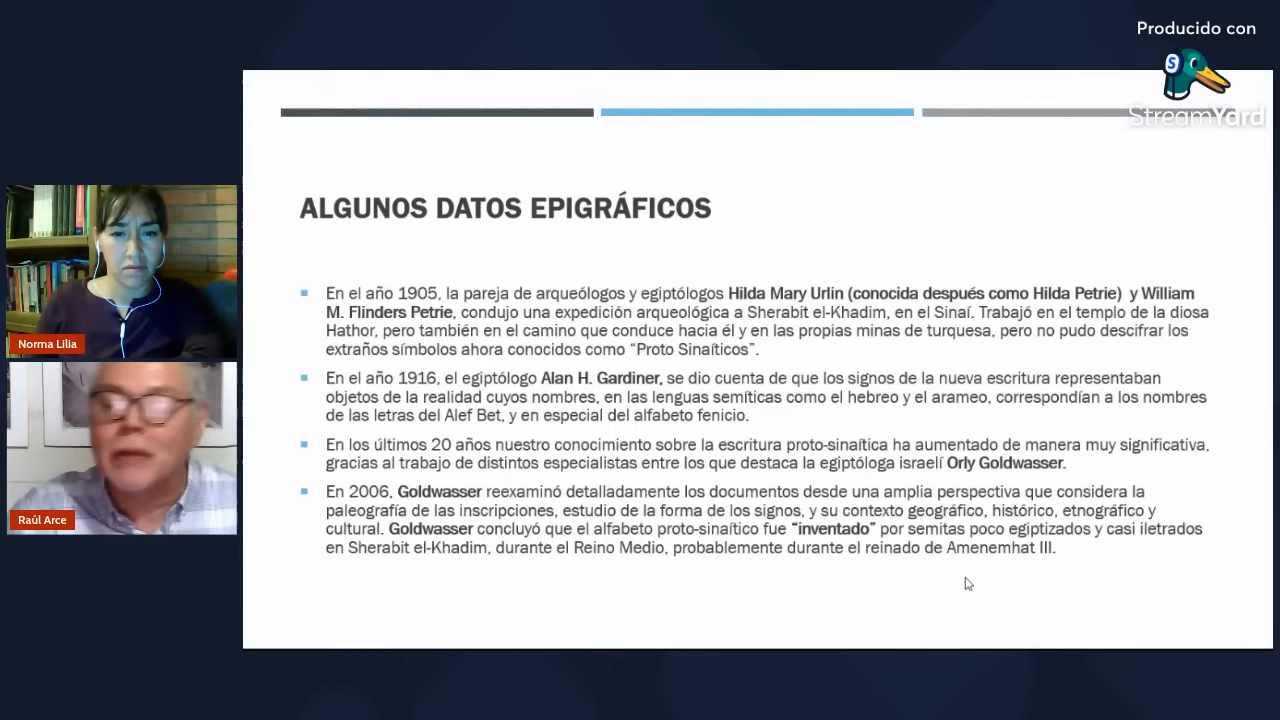 Producido con
StreamYard
ALGUNOS DATOS EPIGRÁFICOS
En el año 1905, la pareja de arqueólogos y egiptólogos Hilda Mary Urlin (conocida después como Hilda Petrie) y William
M. Flinders Petrie, condujo una expedición arqueológica a Sherabit el-Khadim, en el Sinaí. Trabajó en el templo de la diosa
Hathor, pero también en el camino que conduce hacia él y en las propias minas de turquesa, pero no pudo descifrar los
extraños símbolos ahora conocidos como “Proto Sinaíticos”.
En el año 1916, el egiptólogo Alan H. Gardiner, se dio cuenta de que los signos de la nueva escritura representaban
objetos de la realidad cuyos nombres, en las lenguas semíticas como el hebreo y el arameo, correspondían a los nombres
de las letras del Alef Bet, y en especial del alfabeto fenicio.
En los últimos 20 años nuestro conocimiento sobre la escritura proto-sinaítica ha aumentado de manera muy significativa,
gracias al trabajo de distintos especialistas entre los que destaca la egiptóloga israelí Orly Goldwasser.
En 2006, Goldwasser reexaminó detalladamente los documentos desde una amplia perspectiva que considera la
paleografía de las inscripciones, estudio de la forma de los signos, y su contexto geográfico, histórico, etnográfico y
cultural. Goldwasser concluyó que el alfabeto proto-sinaítico fue “inventado” por semitas poco egiptizados y casi iletrados
en Sherabit el-Khadim, durante el Reino Medio, probablemente durante el reinado de Amenemhat III.
Norma Lilia
Raúl Arce